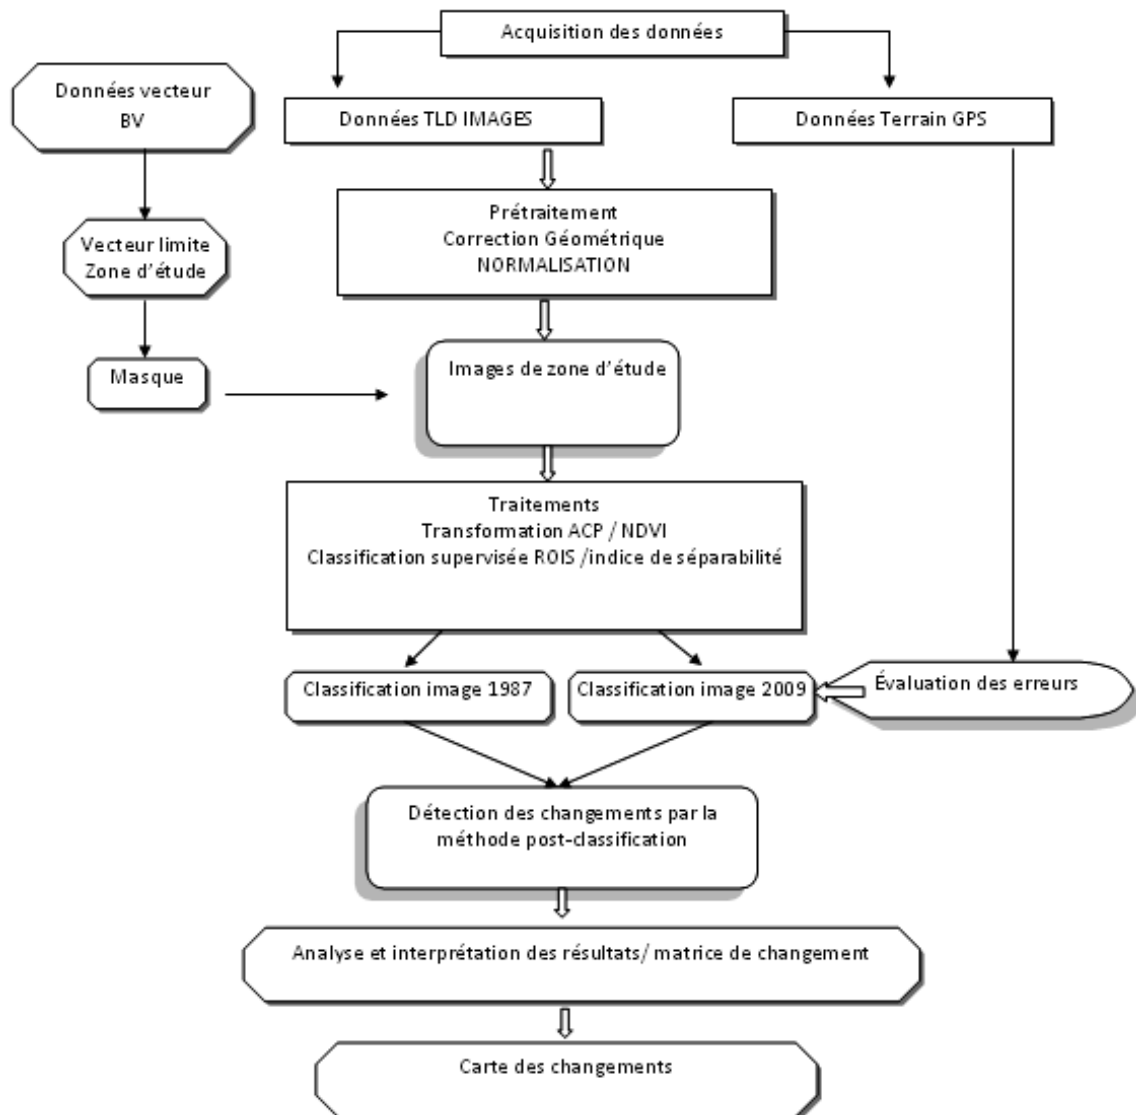 Acquisition des données
Données vecteur
BV
Données TLD IMAGES
Données Terrain GPS
Prétraitement
Correction Géométrique
NORMALISATION
Vecteur limite
Zone d'étude
Masque
Images de zone d'étude
Traitements
Transformation ACP / NDVI
Classification supervisée ROIS /indice de séparabilité
Classification image 1987
Classification image 2009
Évaluation des erreurs
Détection des changements par la
méthode post-classification
Analyse et interprétation des résultats/ matrice de changement
Carte des changements